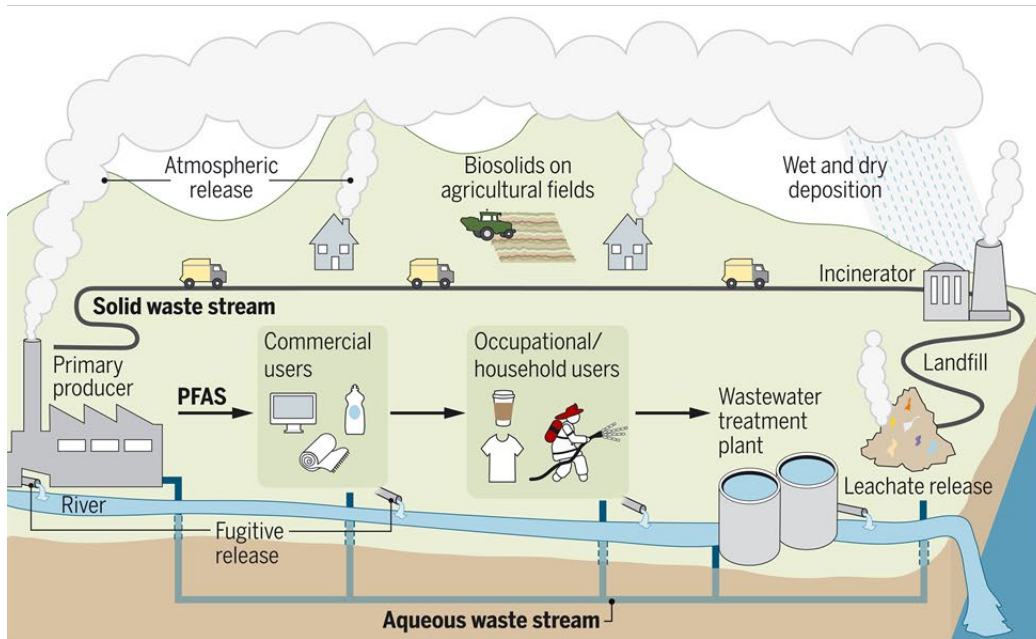 Atmospheric
release
Biosolids on
agricultural fields
Wet and dry
deposition
Incinerator
Solid waste stream
Primary
producer
PFAS
Commercial
users
Occupational/
household users
Wastewater
treatment
plant
Landfill
Leachate release
River
Fugitive
release
Aqueous waste stream